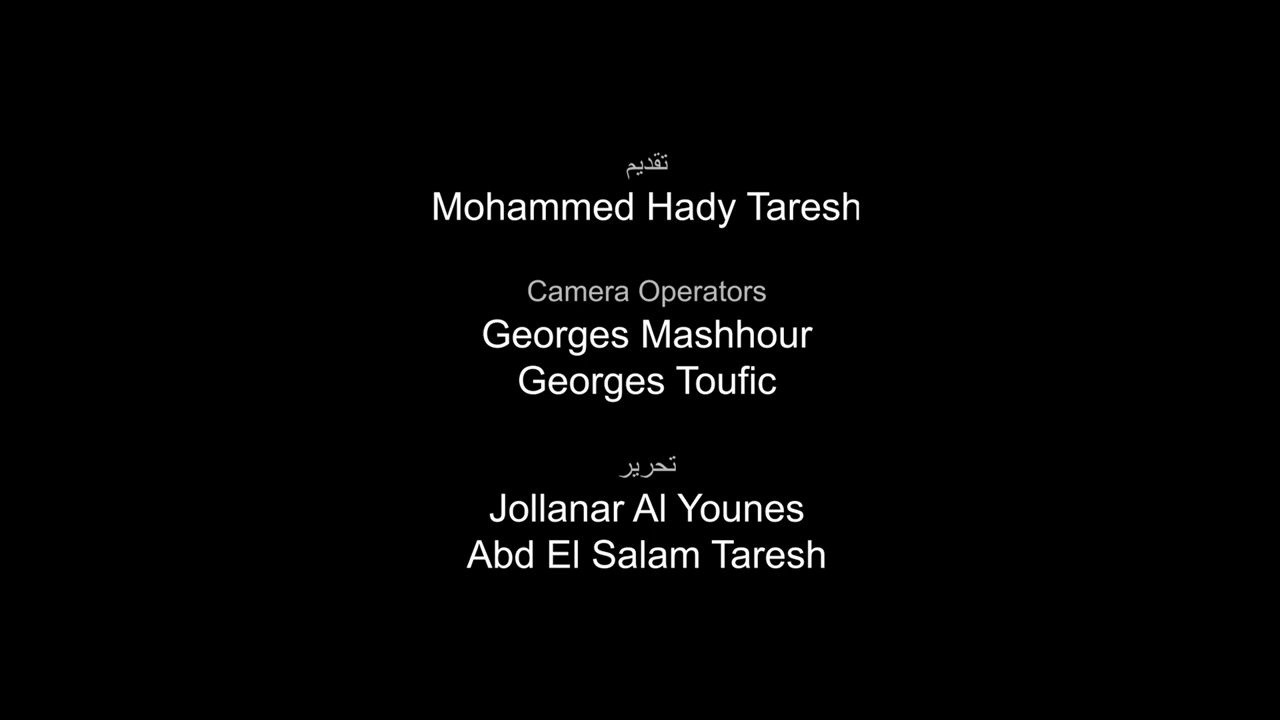 تقديم
Mohammed Hady Taresh
Camera Operators
Georges Mashhour
Georges Toufic
تحرير
Jollanar Al Younes
Abd El Salam Taresh